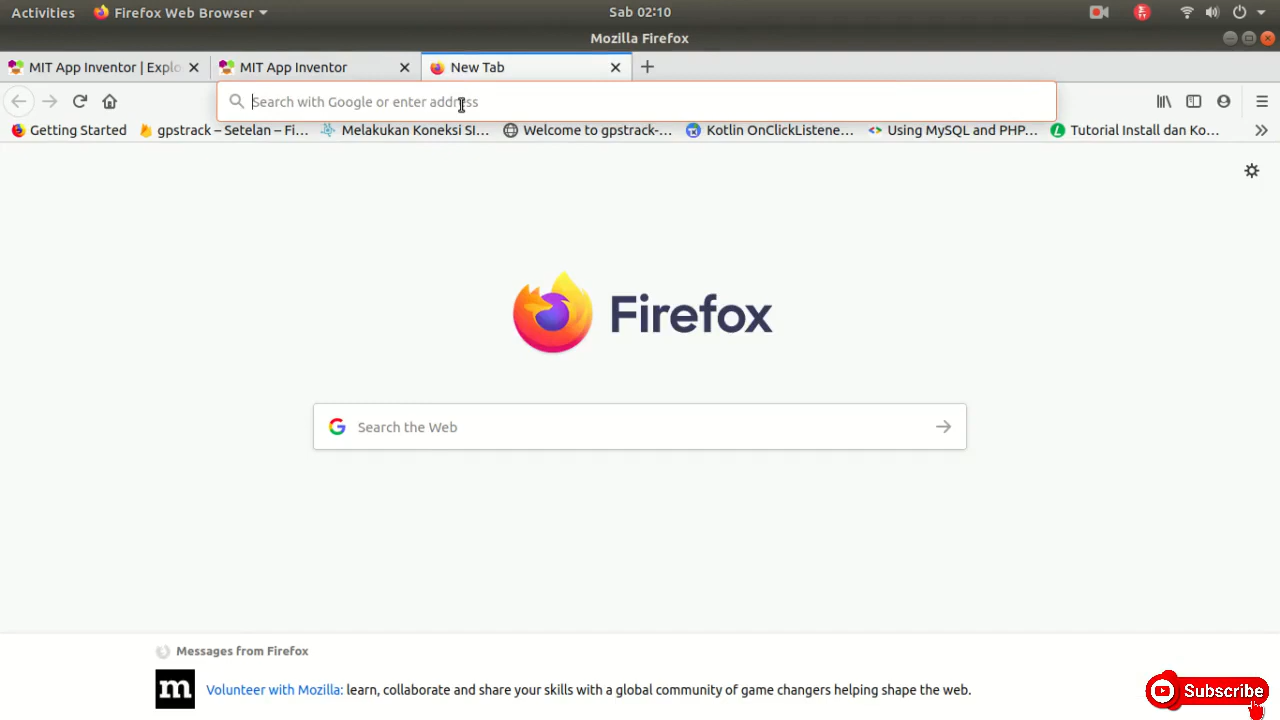 Activities Firefox Web Browser Sab 02:10
Mozilla Firefox
MIT App Inventor | Explo MIT App Inventor New Tab
Search with Google or enter address
Getting Started gpstrack – Setelan – Fi... Melakukan Koneksi SI... Welcome to gpstrack-... Kotlin OnClickListene... Using MySQL and PHP... Tutorial Install dan Ko...
Firefox
Search the Web
Messages from Firefox
m Volunteer with Mozilla: learn, collaborate and share your skills with a global community of game changers helping shape the web.
Subscribe